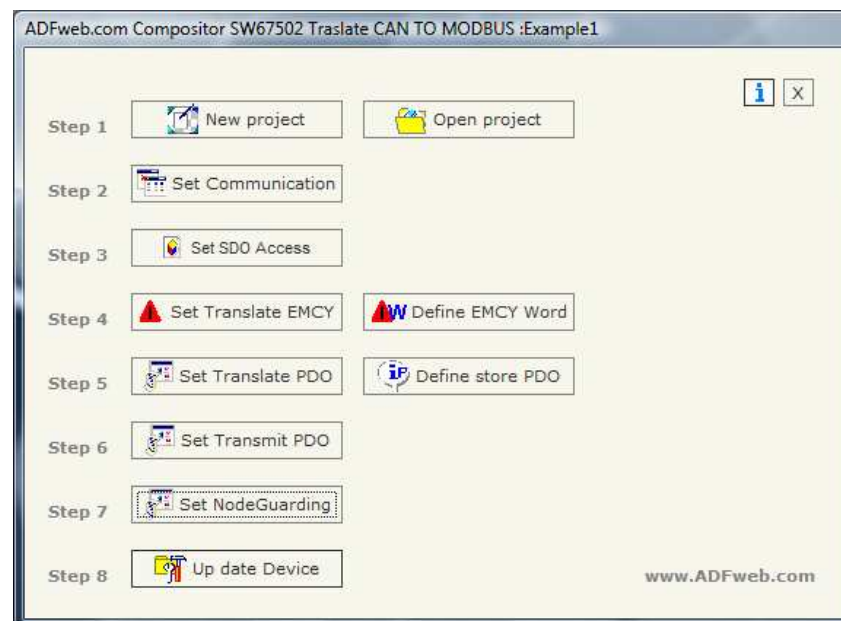 ADFweb.com Compositor SW67502 Traslate CAN TO MODBUS :Example1
i X
Step 1 New project Open project
Step 2 Set Communication
Step 3 Set SDO Access
Step 4 Set Translate EMCY W Define EMCY Word
Step 5 Set Translate PDO iP Define store PDO
Step 6 Set Transmit PDO
Step 7 Set NodeGuarding
Step 8 Up date Device
www.ADFweb.com